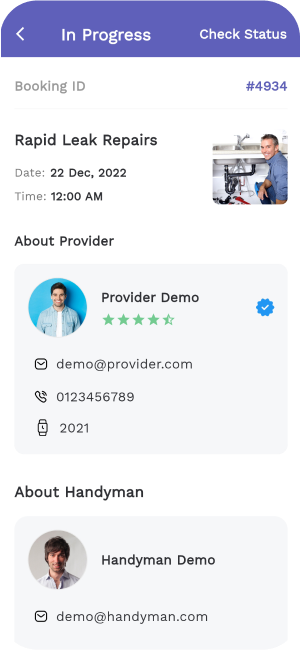 In Progress Check Status
Booking ID #4934
Rapid Leak Repairs
Date: 22 Dec, 2022
Time: 12:00 AM
About Provider
Provider Demo
demo@provider.com
0123456789
2021
About Handyman
Handyman Demo
demo@handyman.com